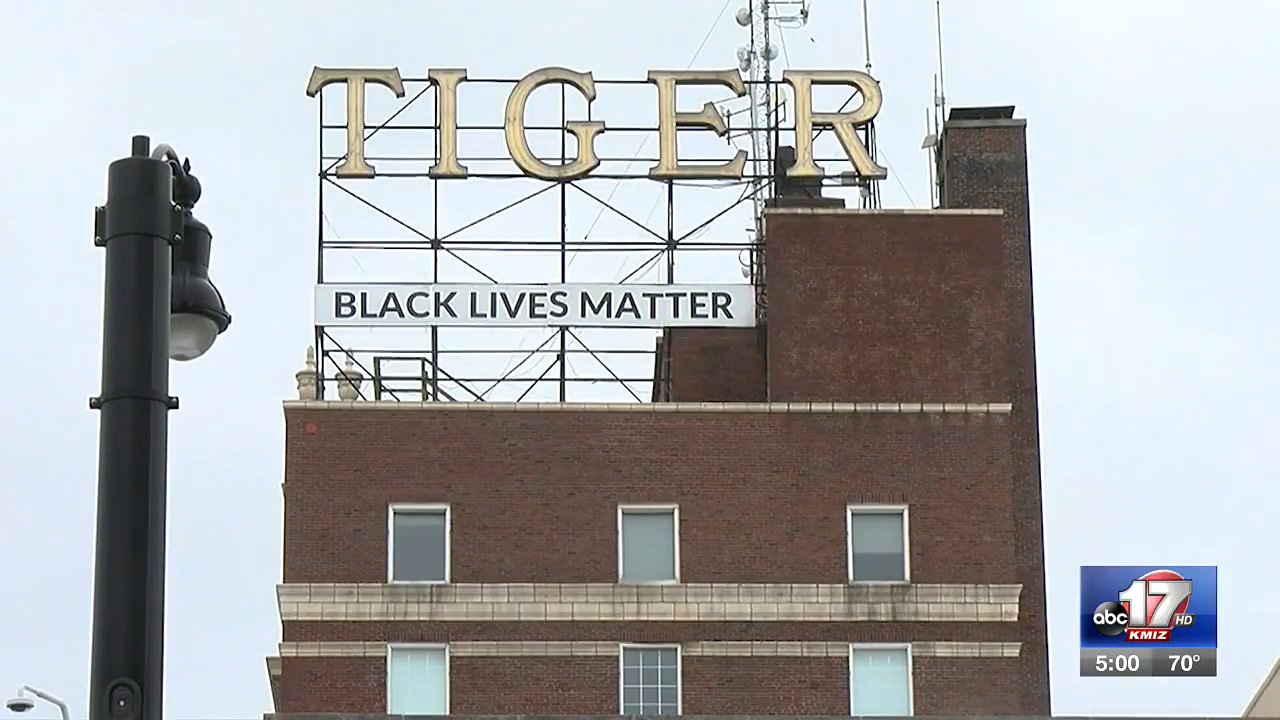 TIGER
BLACK LIVES MATTER
abc 17 HD
KMIZ
5:00 70°